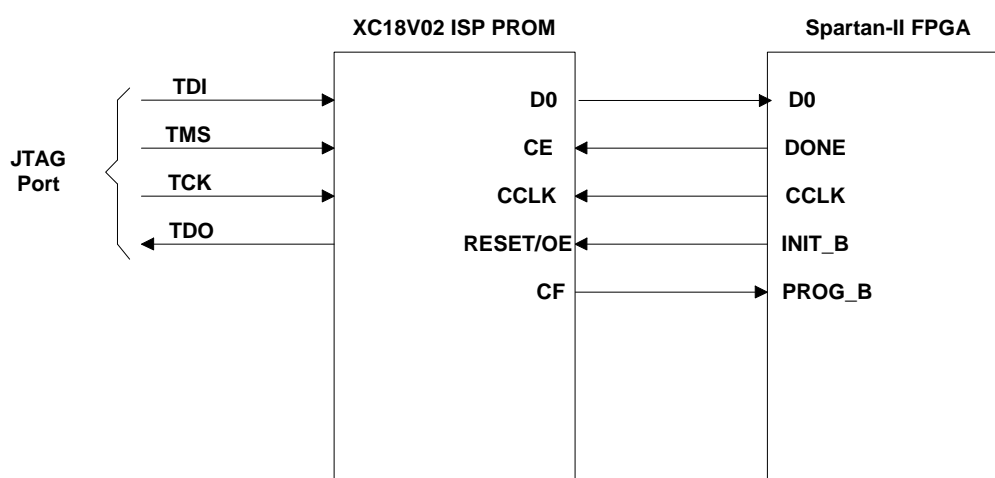 XC18V02 ISP PROM
Spartan-II FPGA
JTAG
Port
TDI
TMS
TCK
TDO
D0
CE
CCLK
RESET/OE
CF
D0
DONE
CCLK
INIT_B
PROG_B